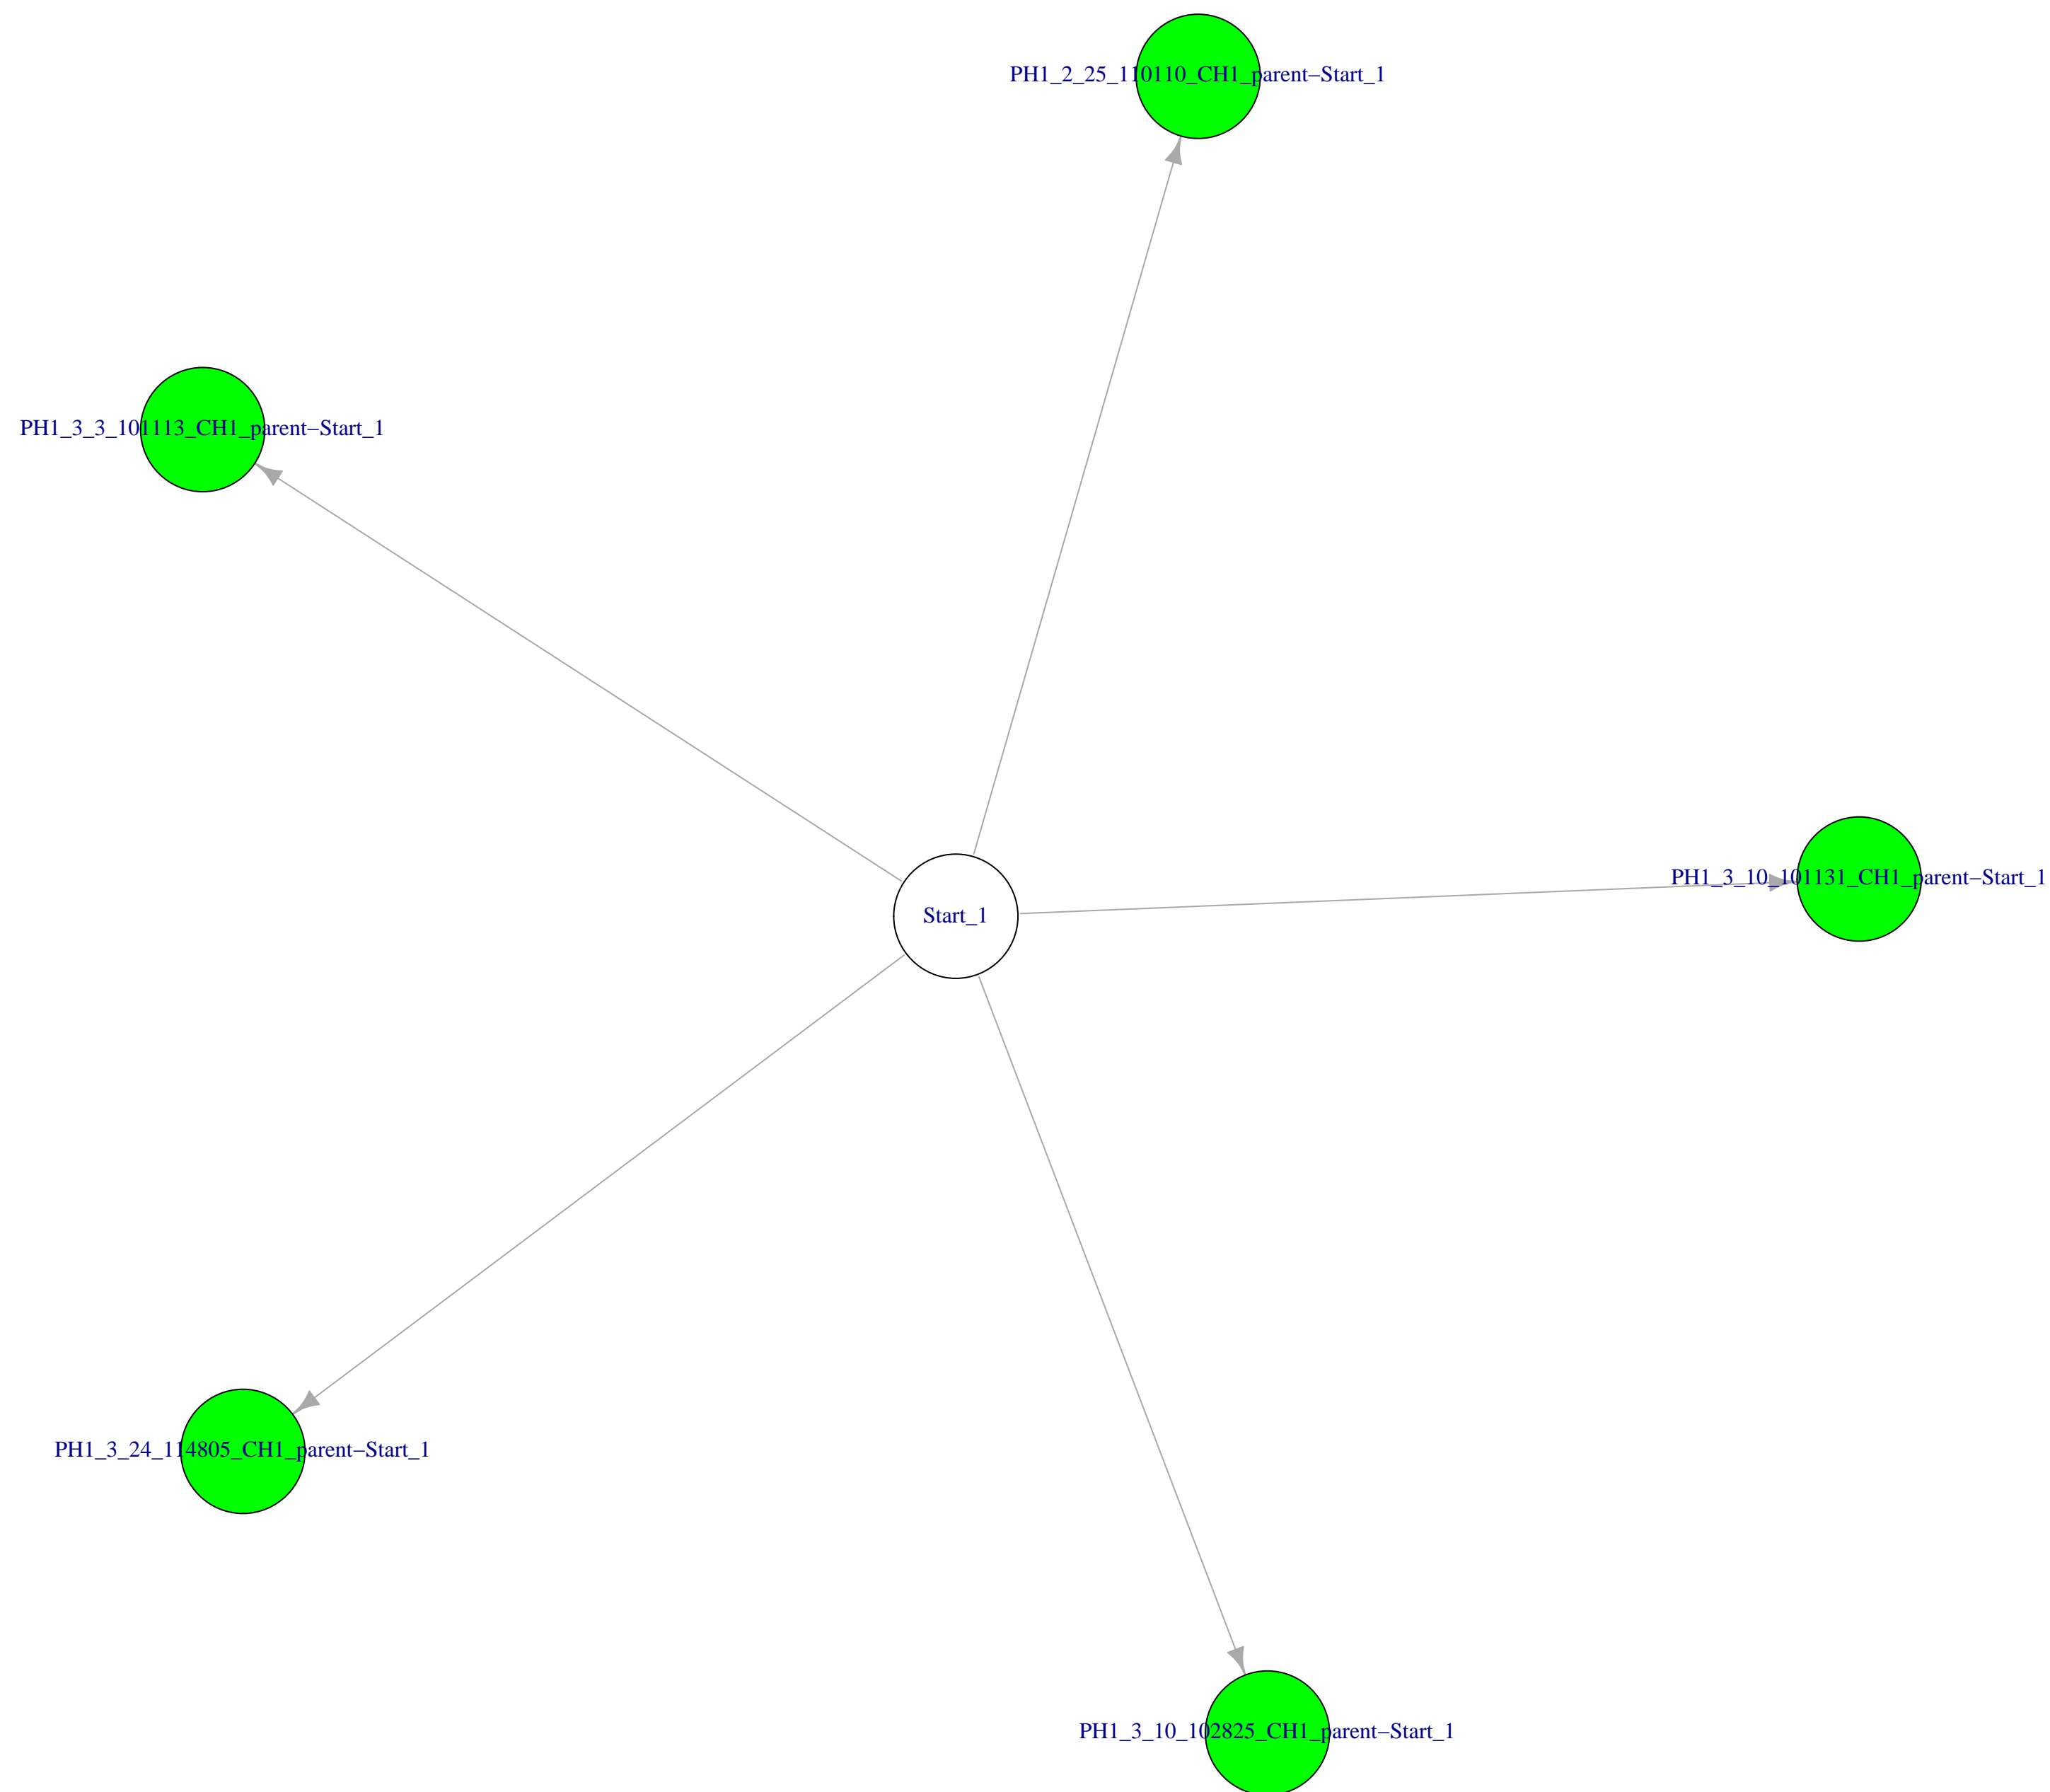 PH1_2_25_110110_CH1_parent−Start_1
PH1_3_3_101113_CH1_parent−Start_1
PH1_3_10_101131_CH1_parent−Start_1
Start_1
PH1_3_24_114805_CH1_parent−Start_1
PH1_3_10_102825_CH1_parent−Start_1